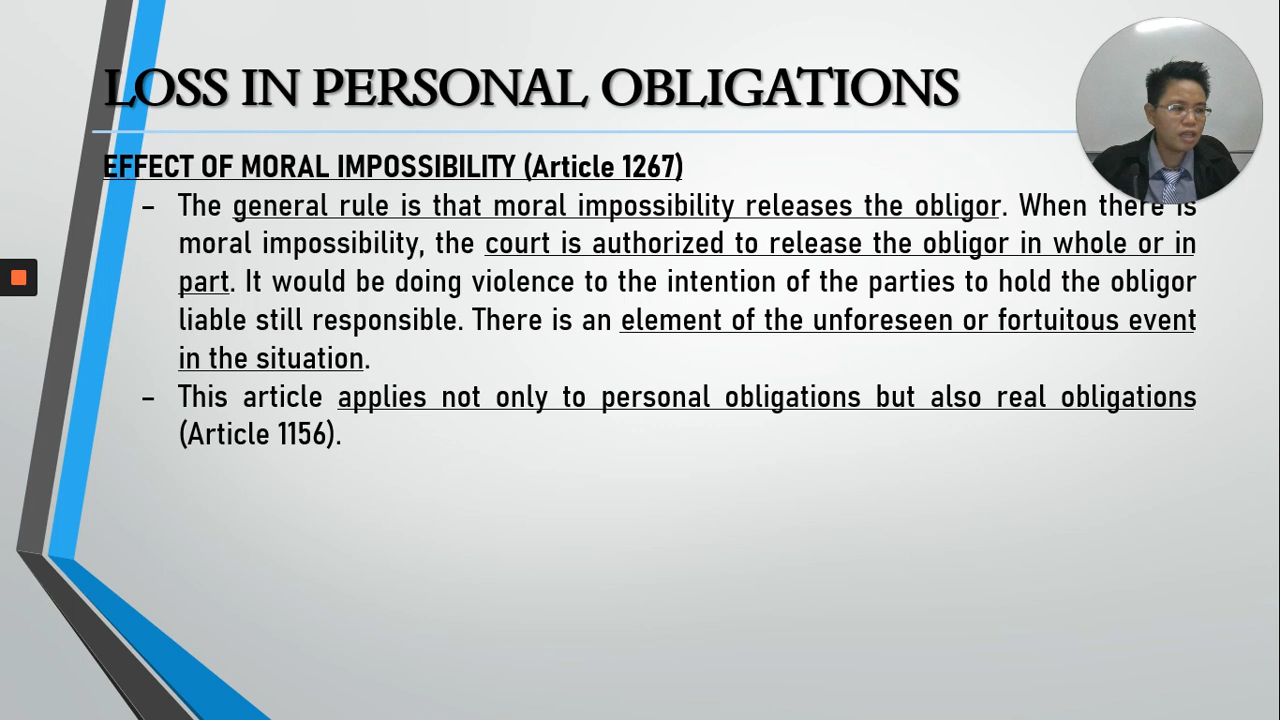 LOSS IN PERSONAL OBLIGATIONS
EFFECT OF MORAL IMPOSSIBILITY (Article 1267)
- The general rule is that moral impossibility releases the obligor. When there is
moral impossibility, the court is authorized to release the obligor in whole or in
part. It would be doing violence to the intention of the parties to hold the obligor
liable still responsible. There is an element of the unforeseen or fortuitous event
in the situation.
- This article applies not only to personal obligations but also real obligations
(Article 1156).